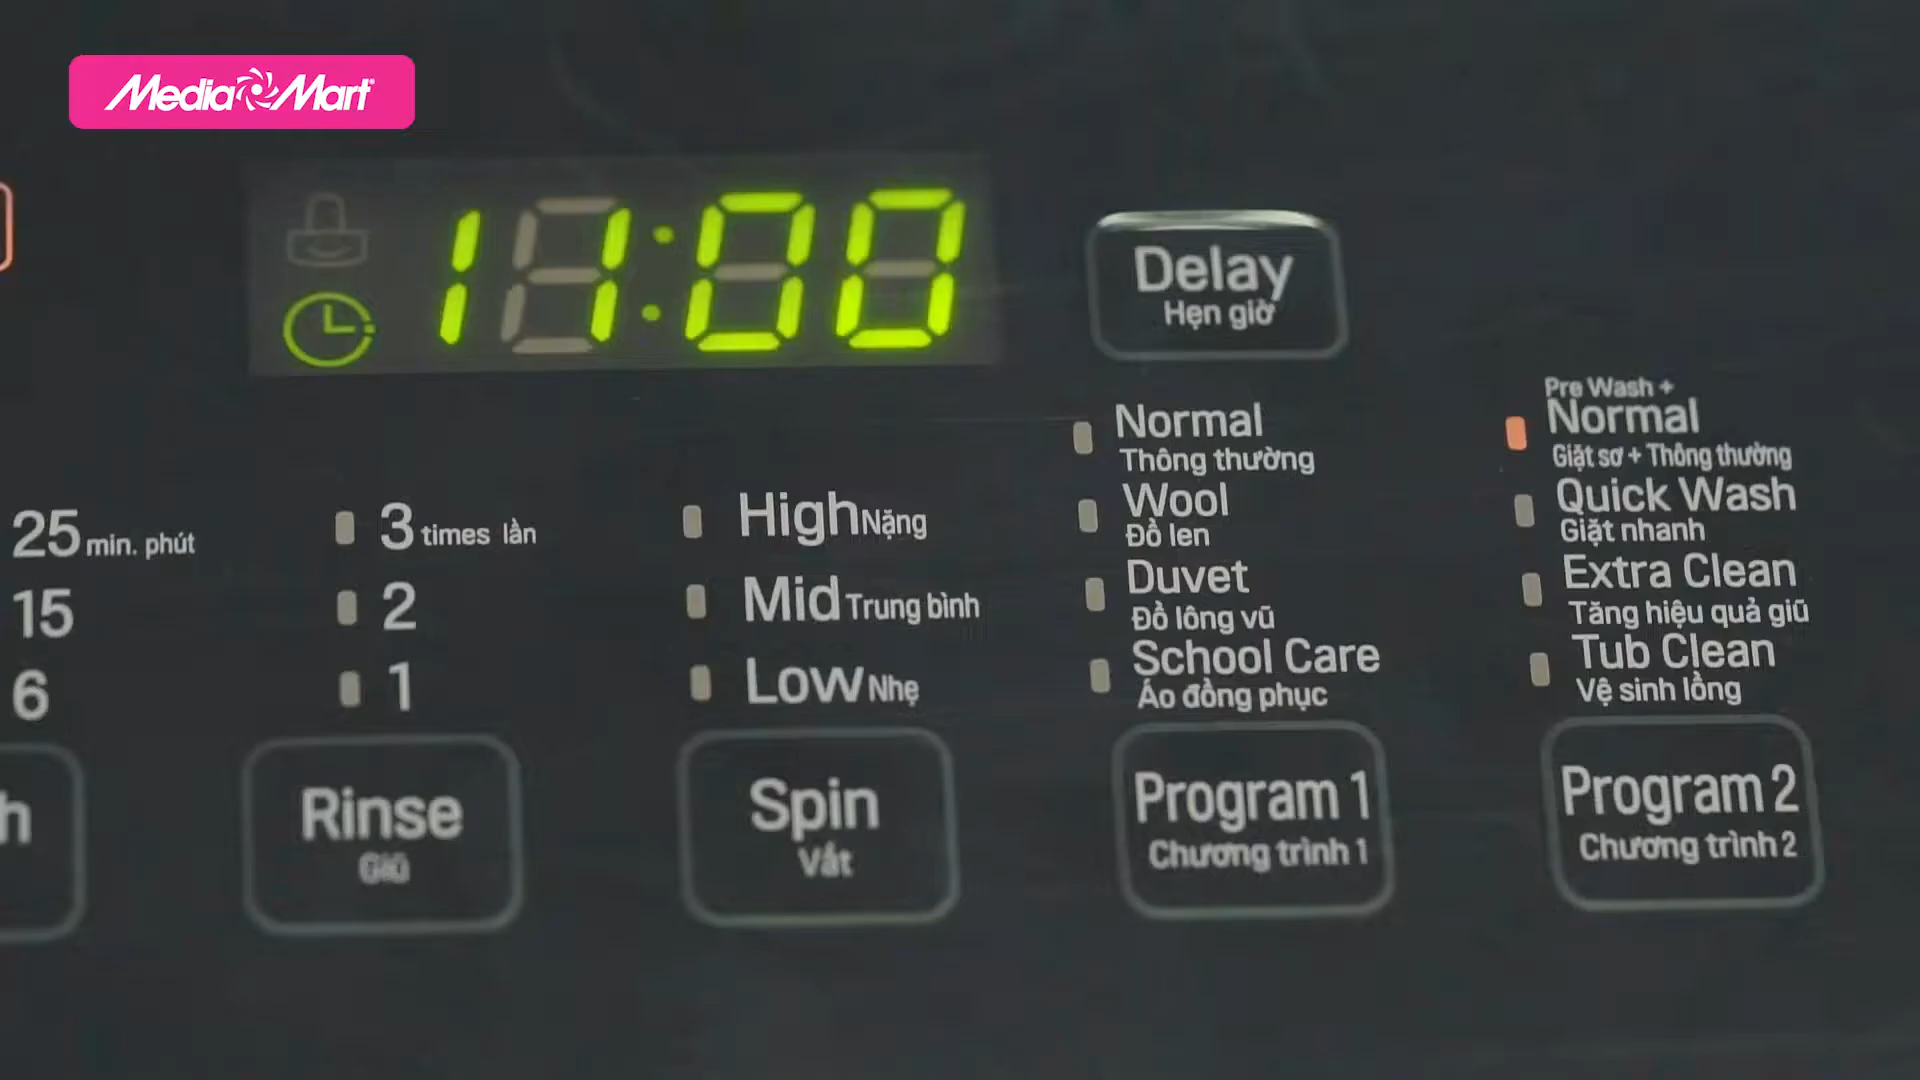 Media Mart
11:00
Delay
Hẹn giờ
Normal
Thông thường
Wool
Đồ len
Duvet
Đồ lông vũ
School Care
Áo đồng phục
Pre Wash +
Normal
Giặt sơ + Thông thường
Quick Wash
Giặt nhanh
Extra Clean
Tăng hiệu quả giũ
Tub Clean
Vệ sinh lồng
25 min. phút
15
6
3 times lần
2
1
High Nặng
Mid Trung bình
Low Nhẹ
h
Rinse
Giũ
Spin
Vắt
Program 1
Chương trình 1
Program 2
Chương trình 2